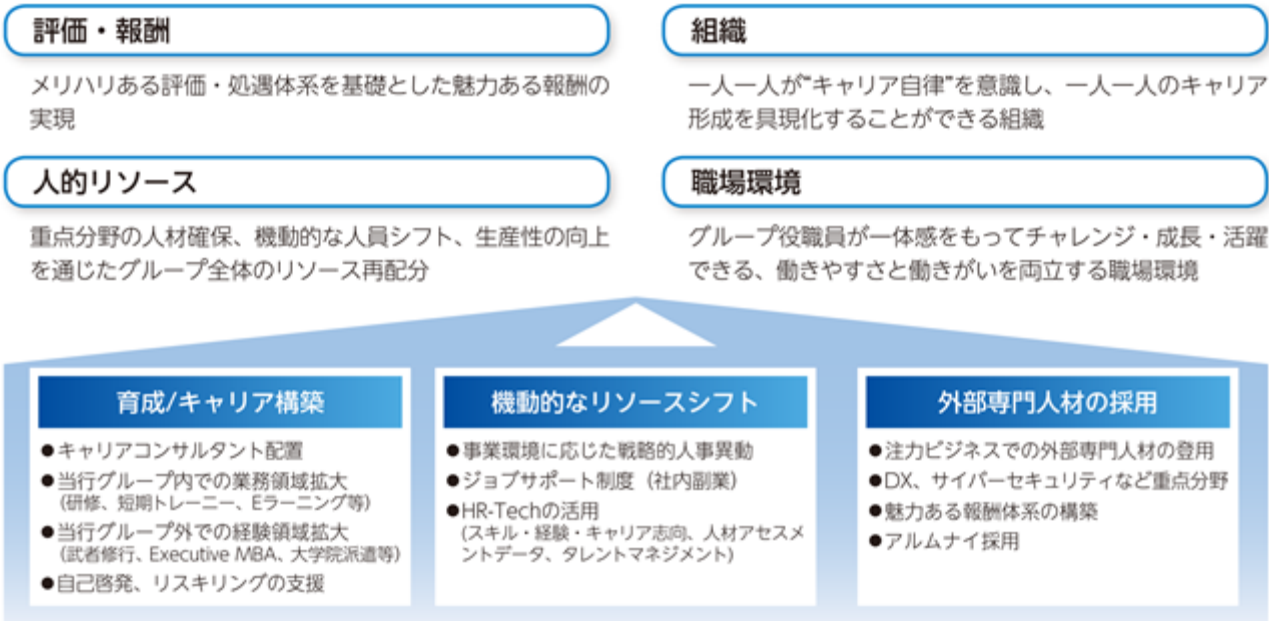 評価・報酬
メリハリある評価・処遇体系を基礎とした魅力ある報酬の
実現
組織
一人一人が“キャリア自律”を意識し、一人一人のキャリア
形成を具現化することができる組織
人的リソース
重点分野の人材確保、機動的な人員シフト、生産性の向上
を通じたグループ全体のリソース再配分
職場環境
グループ役職員が一体感をもってチャレンジ・成長・活躍
できる、働きやすさと働きがいを両立する職場環境
育成/キャリア構築
●キャリアコンサルタント配置
●当行グループ内での業務領域拡大
(研修、短期トレーニー、Eラーニング等)
●当行グループ外での経験領域拡大
(武者修行、Executive MBA、大学院派遣等)
●自己啓発、リスキリングの支援
機動的なリソースシフト
●事業環境に応じた戦略的人事異動
●ジョブサポート制度（社内副業）
●HR-Techの活用
(スキル・経験・キャリア志向、人材アセスメ
ントデータ、タレントマネジメント)
外部専門人材の採用
●注力ビジネスでの外部専門人材の登用
●DX、サイバーセキュリティなど重点分野
●魅力ある報酬体系の構築
●アルムナイ採用